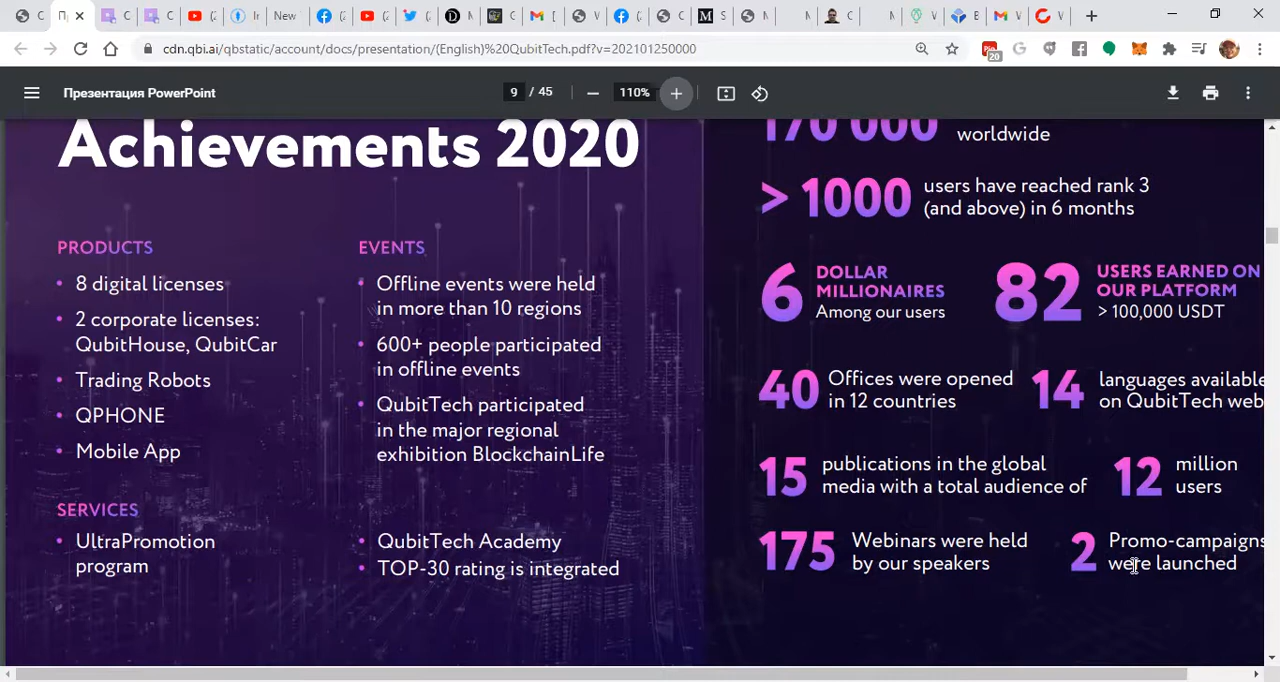 New
cdn.qbi.ai/qbstatic/account/docs/presentation/(English)%20QubitTech.pdf?v=202101250000
20
Презентация PowerPoint
9 / 45
110%
Achievements 2020
PRODUCTS
• 8 digital licenses
• 2 corporate licenses:
QubitHouse, QubitCar
• Trading Robots
• QPHONE
• Mobile App
SERVICES
• UltraPromotion
program
EVENTS
• Offline events were held
in more than 10 regions
• 600+ people participated
in offline events
• QubitTech participated
in the major regional
exhibition BlockchainLife
• QubitTech Academy
• TOP-30 rating is integrated
170 000 worldwide
> 1000 users have reached rank 3
(and above) in 6 months
6 DOLLAR
MILLIONAIRES
Among our users
82 USERS EARNED ON
OUR PLATFORM
> 100,000 USDT
40 Offices were opened
in 12 countries
14 languages available
on QubitTech web
15 publications in the global
media with a total audience of
12 million
users
175 Webinars were held
by our speakers
2 Promo-campaigns
were launched